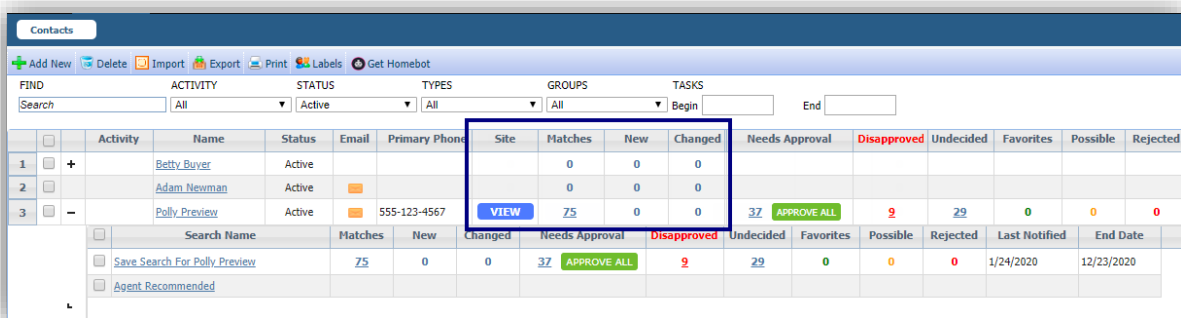 Contacts
Add New Delete Import Export Print Labels Get Homebot
FIND ACTIVITY STATUS TYPES GROUPS TASKS
Search All Active All All Begin End
Activity Name Status Email Primary Phone Site Matches New Changed Needs Approval Disapproved Undecided Favorites Possible Rejected
1 + Betty Buyer Active 0 0 0
2 Adam Newman Active 0 0 0
3 - Polly Preview Active 555-123-4567 VIEW 75 0 0 37 APPROVE ALL 9 29 0 0 0
Search Name Matches New Changed Needs Approval Disapproved Undecided Favorites Possible Rejected Last Notified End Date
Save Search For Polly Preview 75 0 0 37 APPROVE ALL 9 29 0 0 0 1/24/2020 12/23/2020
Agent Recommended